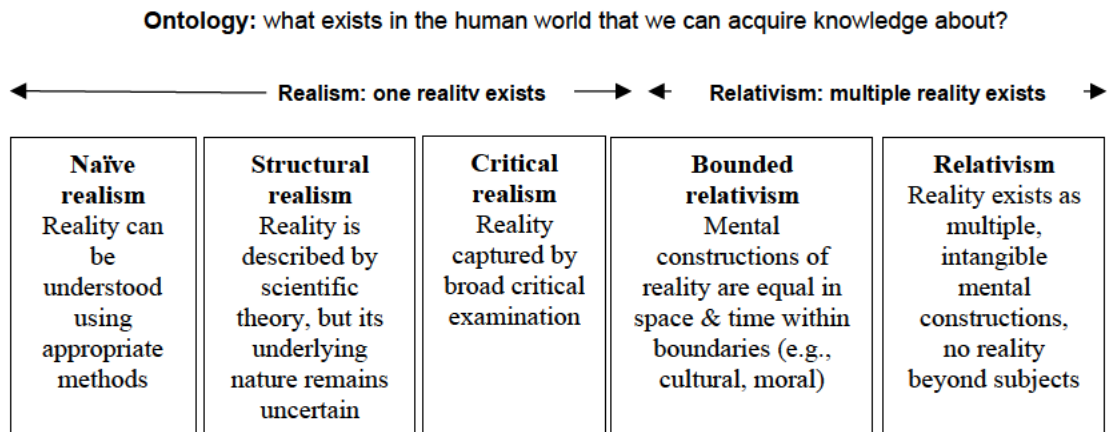 Ontology: what exists in the human world that we can acquire knowledge about?
Realism: one reality exists
Relativism: multiple reality exists
Naïve
realism
Reality can
be
understood
using
appropriate
methods
Structural
realism
Reality is
described by
scientific
theory, but its
underlying
nature remains
uncertain
Critical
realism
Reality
captured by
broad critical
examination
Bounded
relativism
Mental
constructions of
reality are equal in
space & time within
boundaries (e.g.,
cultural, moral)
Relativism
Reality exists as
multiple,
intangible
mental
constructions,
no reality
beyond subjects